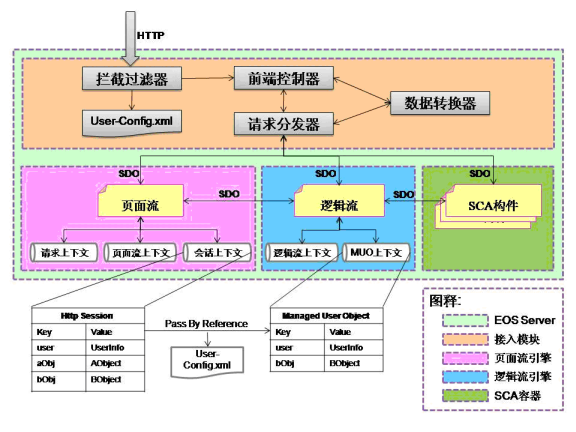 HTTP
拦截过滤器
前端控制器
数据转换器
User-Config.xml
请求分发器
SDO
SDO
SDO
页面流
SDO
逻辑流
SDO
SCA构件
请求上下文
页面流上下文
会话上下文
逻辑流上下文
MUO上下文
Http Session
Key Value
user UserInfo
aObj AObject
bObj BObject
Pass By Reference
User-
Config.xml
Managed User Object
Key Value
user UserInfo
bObj BObject
图释:
EOS Server
接入模块
页面流引擎
逻辑流引擎
SCA容器